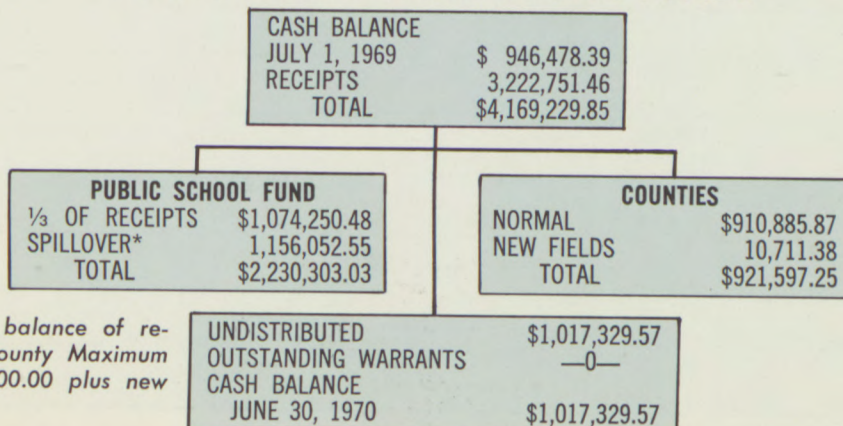 CASH BALANCE
JULY 1, 1969 $ 946,478.39
RECEIPTS 3,222,751.46
TOTAL $4,169,229.85
PUBLIC SCHOOL FUND
⅓ OF RECEIPTS $1,074,250.48
SPILLOVER* 1,156,052.55
TOTAL $2,230,303.03
COUNTIES
NORMAL $910,885.87
NEW FIELDS 10,711.38
TOTAL $921,597.25
balance of re-
ounty Maximum
00.00 plus new
UNDISTRIBUTED $1,017,329.57
OUTSTANDING WARRANTS —0—
CASH BALANCE
JUNE 30, 1970 $1,017,329.57